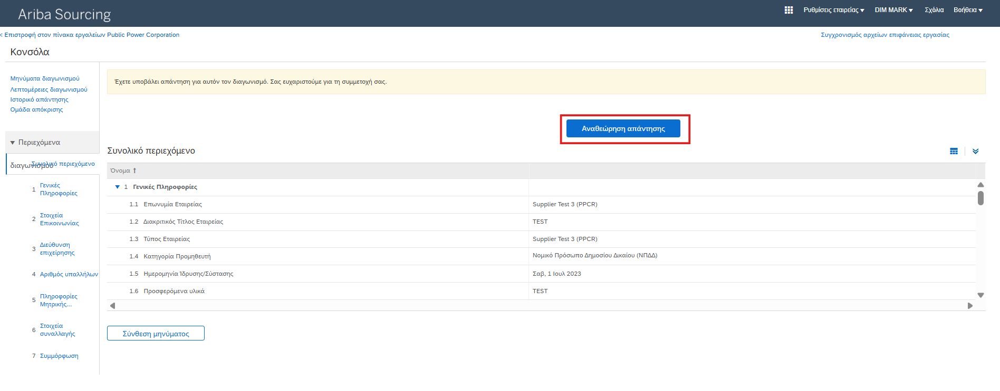 Ariba Sourcing
Ρυθμίσεις εταιρείας
DIM MARK
Σχόλια
Βοήθεια
< Επιστροφή στον πίνακα εργαλείων Public Power Corporation
Συγχρονισμός αρχείων επιφάνειας εργασίας
Κονσόλα
Μηνύματα διαγωνισμού
Λεπτομέρειες διαγωνισμού
Ιστορικό απάντησης
Ομάδα απόκρισης
Περιεχόμενα
διαγωνισμού
Συνολικό περιεχόμενο
1 Γενικές
Πληροφορίες
2 Στοιχεία
Επικοινωνίας
3 Διεύθυνση
επιχείρησης
4 Αριθμός υπαλλήλων
5 Πληροφορίες
Μητρικής...
6 Στοιχεία
συναλλαγής
7 Συμμόρφωση
Έχετε υποβάλει απάντηση για αυτόν τον διαγωνισμό. Σας ευχαριστούμε για τη συμμετοχή σας.
Αναθεώρηση απάντησης
Συνολικό περιεχόμενο
Όνομα ↑
1 Γενικές Πληροφορίες
1.1 Επωνυμία Εταιρείας Supplier Test 3 (PPCR)
1.2 Διακριτικός Τίτλος Εταιρείας TEST
1.3 Τύπος Εταιρείας Supplier Test 3 (PPCR)
1.4 Κατηγορία Προμηθευτή Νομικό Πρόσωπο Δημοσίου Δικαίου (ΝΠΔΔ)
1.5 Ημερομηνία Ίδρυσης/Σύστασης Σαβ, 1 Ιουλ 2023
1.6 Προσφερόμενα υλικά TEST
Σύνθεση μηνύματος